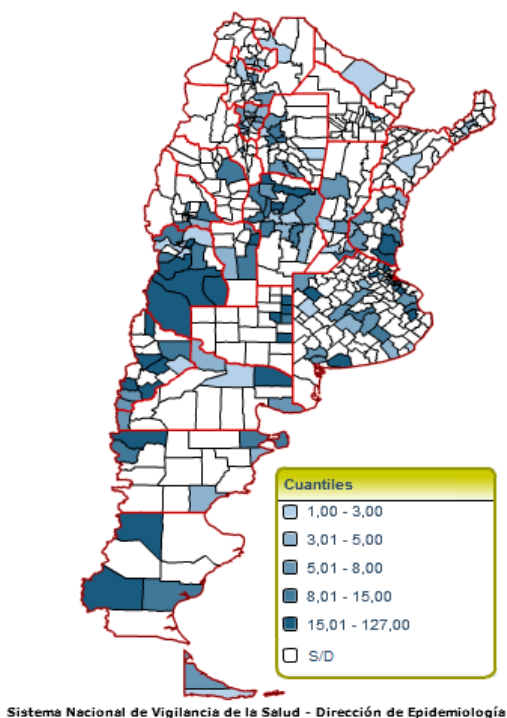 Cuantiles
1,00 - 3,00
3,01 - 5,00
5,01 - 8,00
8,01 - 15,00
15,01 - 127,00
S/D
Sistema Nacional de Vigilancia de la Salud - Dirección de Epidemiología